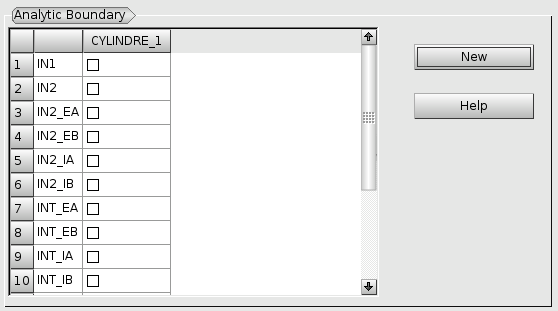 Analytic Boundary
CYLINDRE_1
1 IN1
2 IN2
3 IN2_EA
4 IN2_EB
5 IN2_IA
6 IN2_IB
7 INT_EA
8 INT_EB
9 INT_IA
10 INT_IB
New
Help